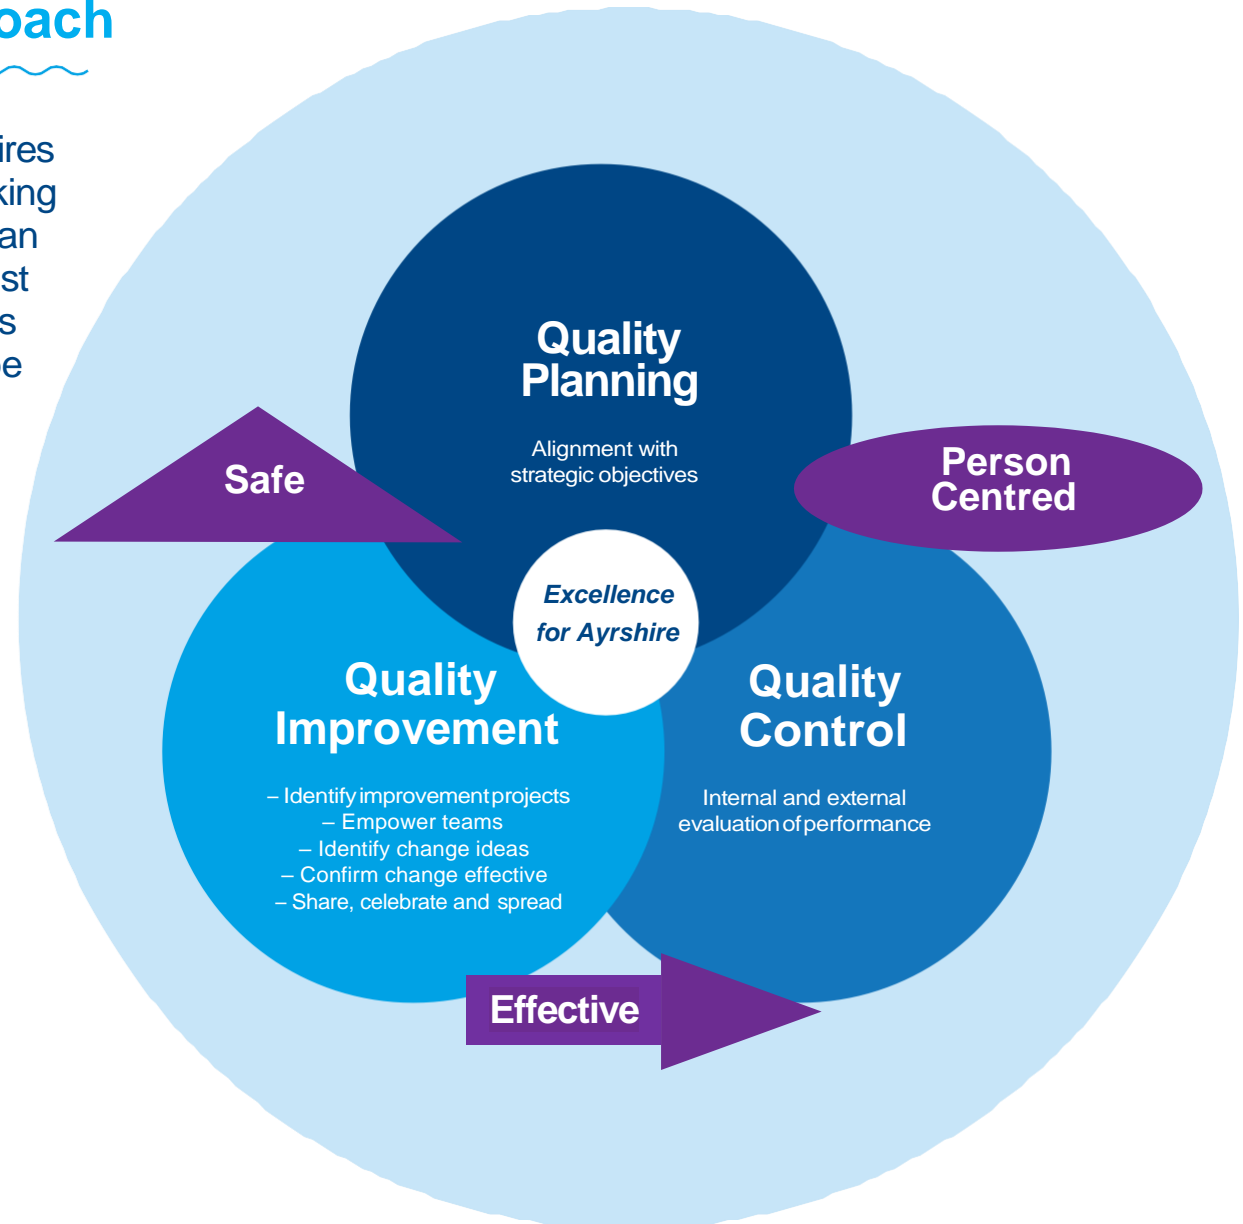 oach
ires
king
an
st
s
be
Quality
Planning
Alignment with
strategic objectives
Safe
Person
Centred
Excellence
for Ayrshire
Quality
Improvement
– Identify improvement projects
– Empower teams
– Identify change ideas
– Confirm change effective
– Share, celebrate and spread
Quality
Control
Internal and external
evaluation of performance
Effective